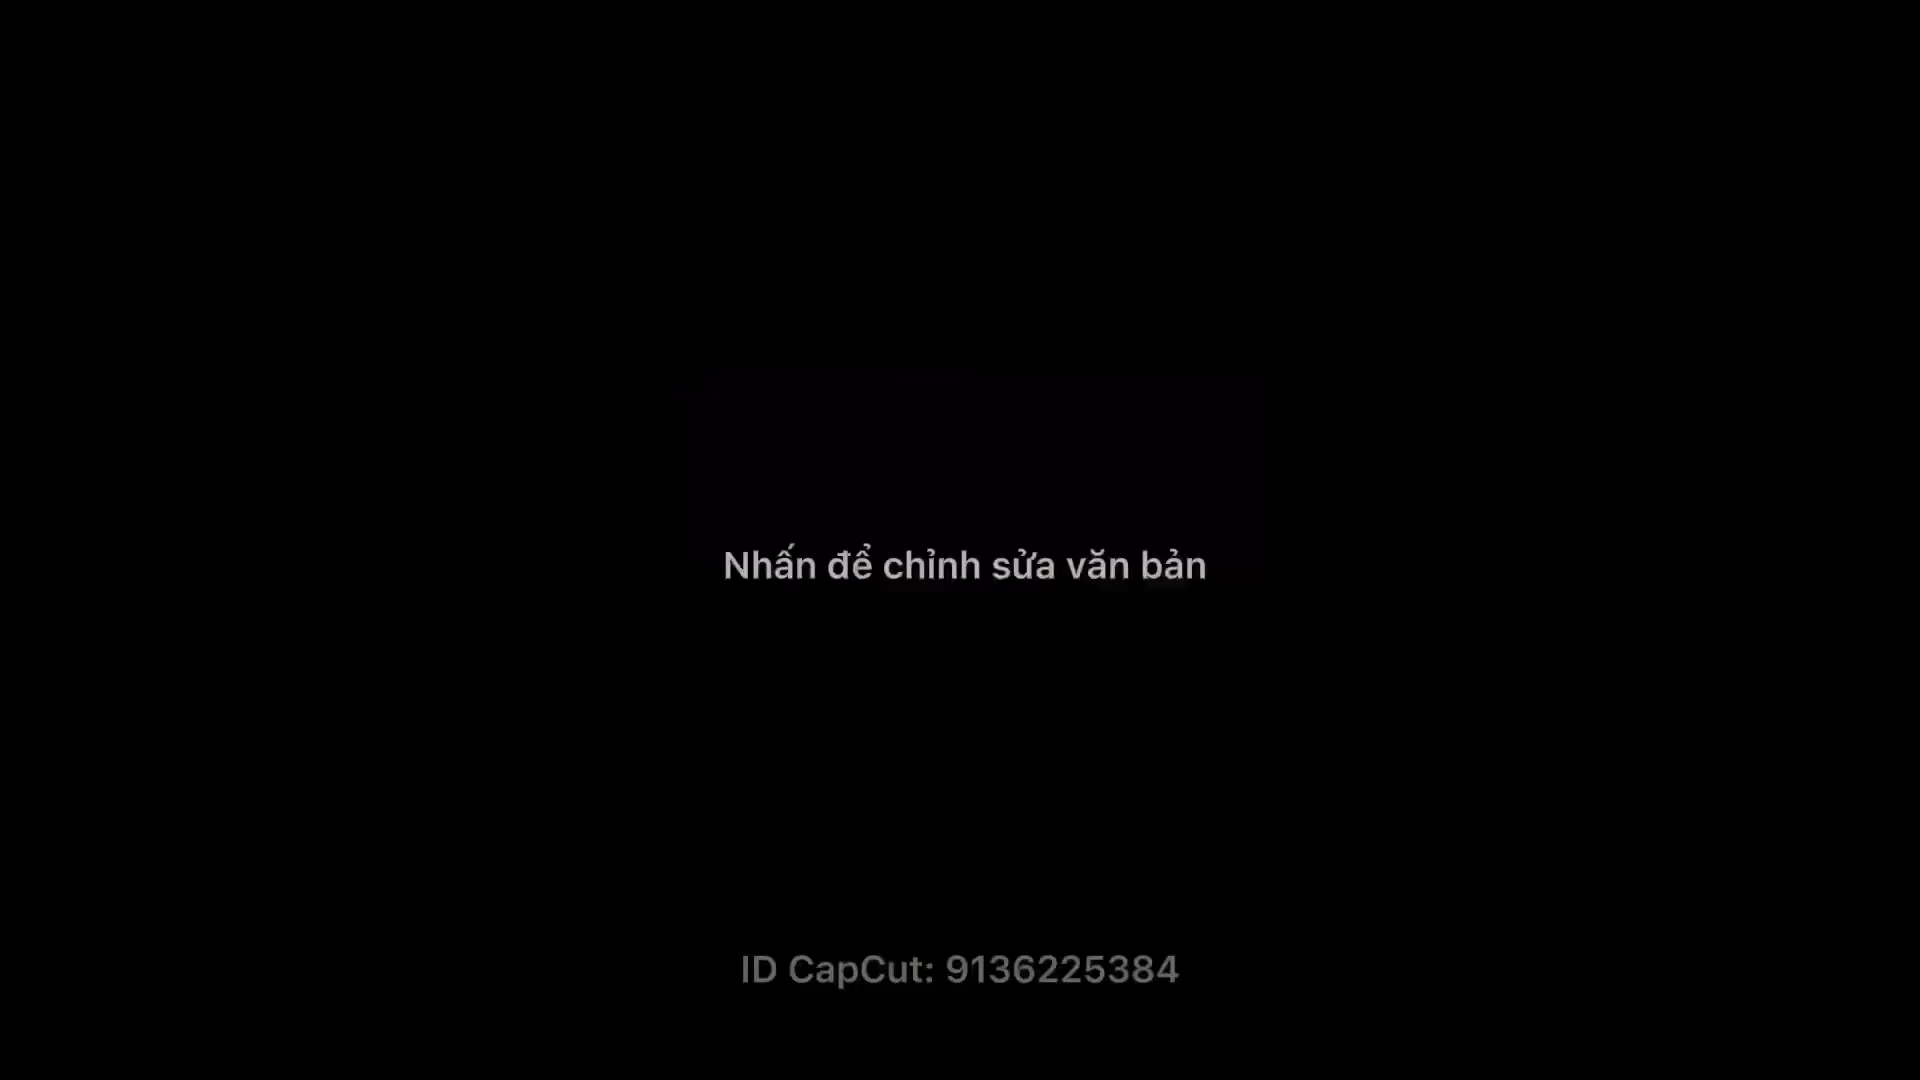 Nhấn để chỉnh sửa văn bản
ID CapCut: 9136225384